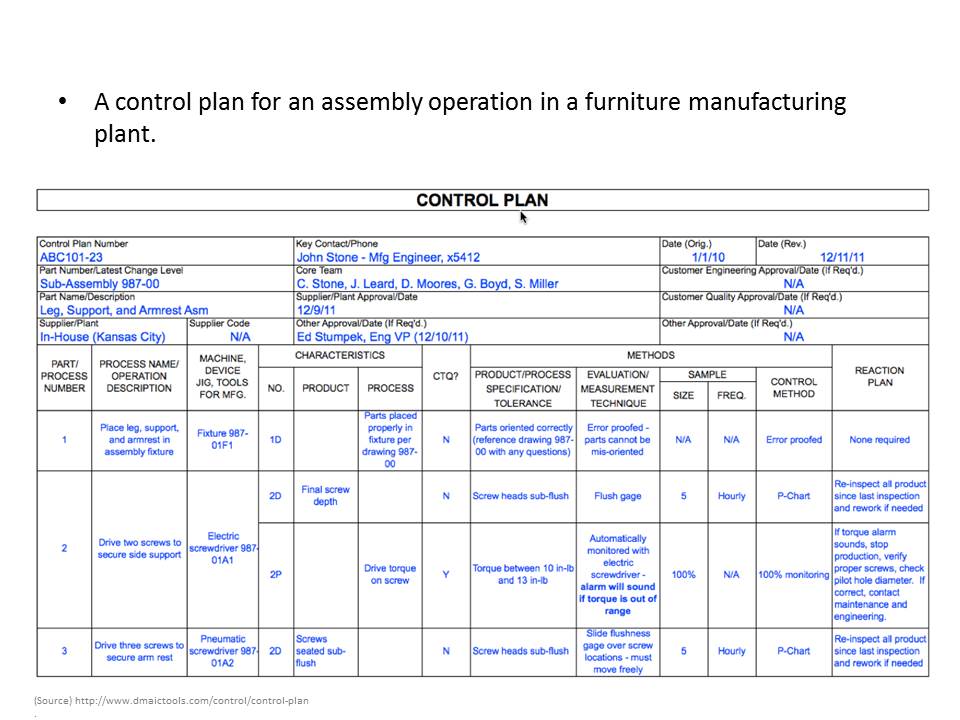 • A control plan for an assembly operation in a furniture manufacturing
plant.
CONTROL PLAN
Control Plan Number
ABC101-23
Key Contact/Phone
John Stone - Mfg Engineer, x5412
Date (Orig.)
1/1/10
Date (Rev.)
12/11/11
Part Number/Latest Change Level
Sub-Assembly 987-00
Core Team
C. Stone, J. Leard, D. Moores, G. Boyd, S. Miller
Customer Engineering Approval/Date (If Req'd.)
N/A
Part Name/Description
Leg, Support, and Armrest Asm
Supplier/Plant Approval/Date
12/9/11
Customer Quality Approval/Date (If Req'd.)
N/A
Supplier/Plant
In-House (Kansas City)
Supplier Code
N/A
Other Approval/Date (If Req'd.)
Ed Stumpek, Eng VP (12/10/11)
Other Approval/Date (If Req'd.)
N/A
PART/
PROCESS
NUMBER
PROCESS NAME/
OPERATION
DESCRIPTION
MACHINE,
DEVICE
JIG, TOOLS
FOR MFG.
CHARACTERISTICS
NO.
PRODUCT
PROCESS
CTQ?
METHODS
PRODUCT/PROCESS
SPECIFICATION/
TOLERANCE
EVALUATION/
MEASUREMENT
TECHNIQUE
SAMPLE
SIZE
FREQ.
CONTROL
METHOD
REACTION
PLAN
1
Place leg, support,
and armrest in
assembly fixture
Fixture 987-
01F1
1D
Parts placed
properly in
fixture per
drawing 987-
00
N
Parts oriented correctly
(reference drawing 987-
00 with any questions)
Error proofed -
parts cannot be
mis-oriented
N/A
N/A
Error proofed
None required
2
Drive two screws to
secure side support
Electric
screwdriver 987-
01A1
2D
Final screw
depth
N
Screw heads sub-flush
Flush gage
5
Hourly
P-Chart
Re-inspect all product
since last inspection
and rework if needed
2P
Drive torque
on screw
Y
Torque between 10 in-lb
and 13 in-lb
Automatically
monitored with
electric
screwdriver -
alarm will sound
if torque is out of
range
100%
N/A
100% monitoring
If torque alarm
sounds, stop
production, verify
proper screws, check
pilot hole diameter. If
correct, contact
maintenance and
engineering.
3
Drive three screws to
secure arm rest
Pneumatic
screwdriver 987-
01A2
2D
Screws
seated sub-
flush
N
Screw heads sub-flush
Slide flushness
gage over screw
locations - must
move freely
5
Hourly
P-Chart
Re-inspect all product
since last inspection
and rework if needed
(Source) http://www.dmaictools.com/control/control-plan
.